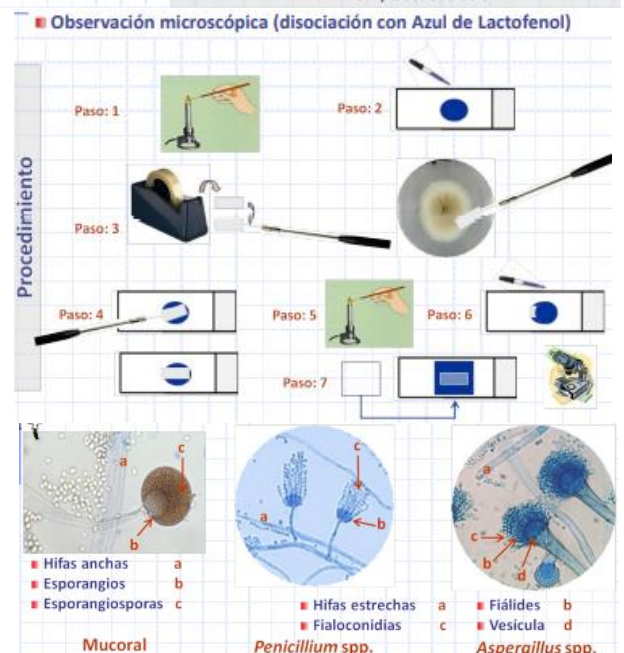 Observación microscópica (disociación con Azul de Lactofenol)
Procedimiento
Paso: 1
Paso: 2
Paso: 3
Paso: 4
Paso: 5
Paso: 6
Paso: 7
a
c
b
Hifas anchas a
Esporangios b
Esporangiosporas c
Mucoral
c
a
b
Hifas estrechas a
Fialoconidias c
Penicillium spp.
a
c
b
d
Fiálides b
Vesícula d
Aspergillus spp.